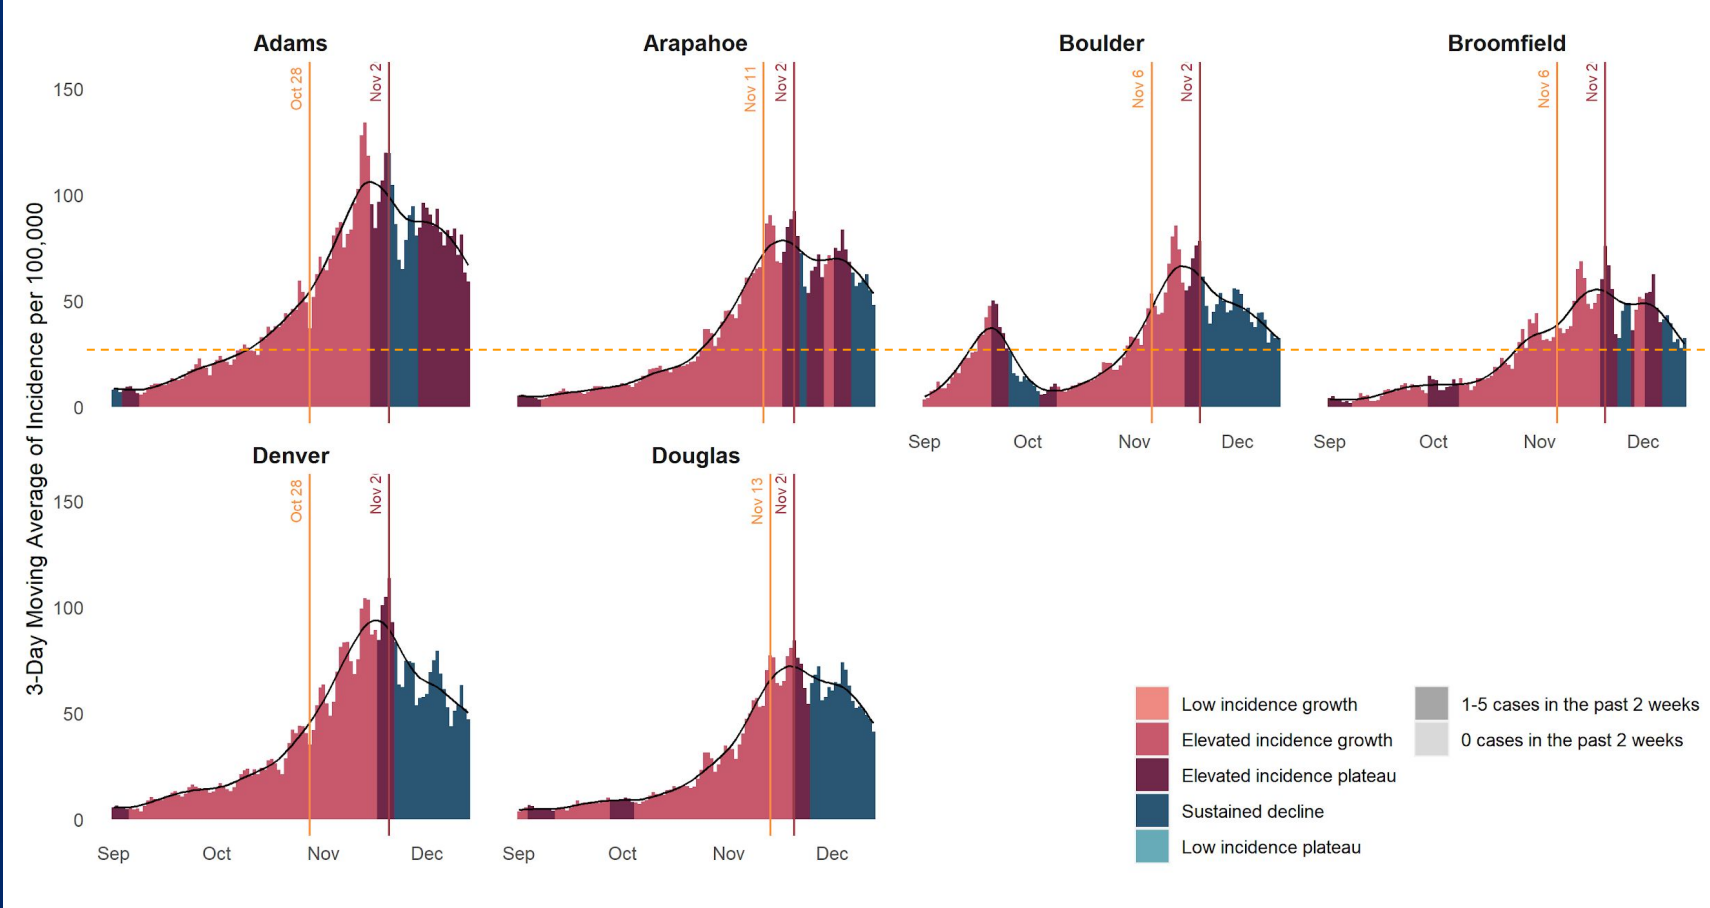 Adams
Arapahoe
Boulder
Broomfield
Oct 28
Nov 2
Nov 11
Nov 2
Nov 6
Nov 2
Nov 6
Nov 2
150
100
50
0
Sep
Oct
Nov
Dec
Sep
Oct
Nov
Dec
3-Day Moving Average of Incidence per 100,000
Denver
Douglas
Oct 28
Nov 2
Nov 13
Nov 2
150
100
50
0
Sep
Oct
Nov
Dec
Sep
Oct
Nov
Dec
Low incidence growth
Elevated incidence growth
Elevated incidence plateau
Sustained decline
Low incidence plateau
1-5 cases in the past 2 weeks
0 cases in the past 2 weeks